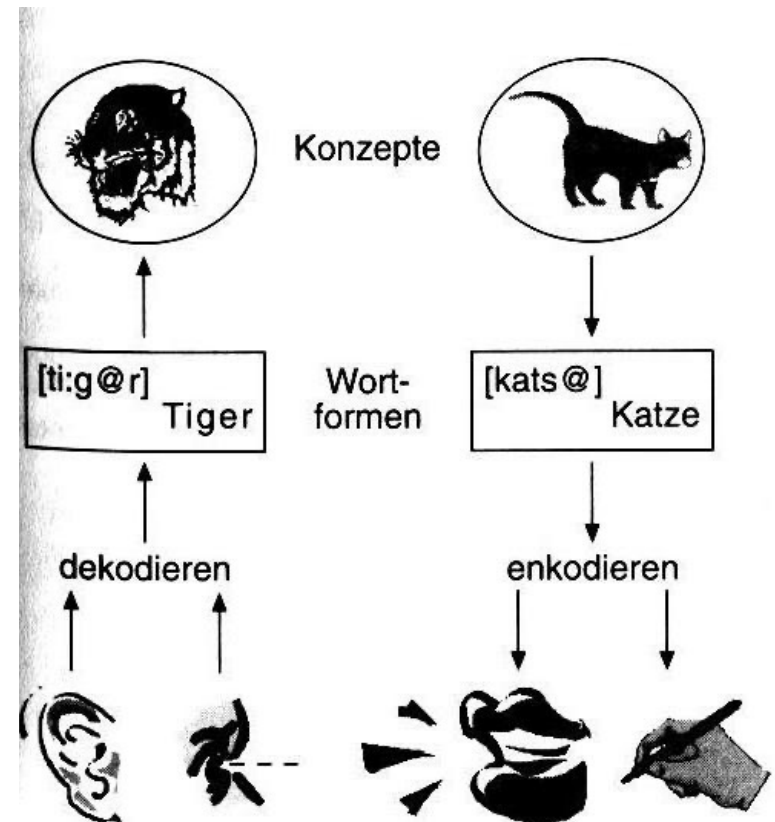 Konzepte
[ti:g@r]
Tiger
Wort-
formen
[kats@]
Katze
dekodieren
enkodieren